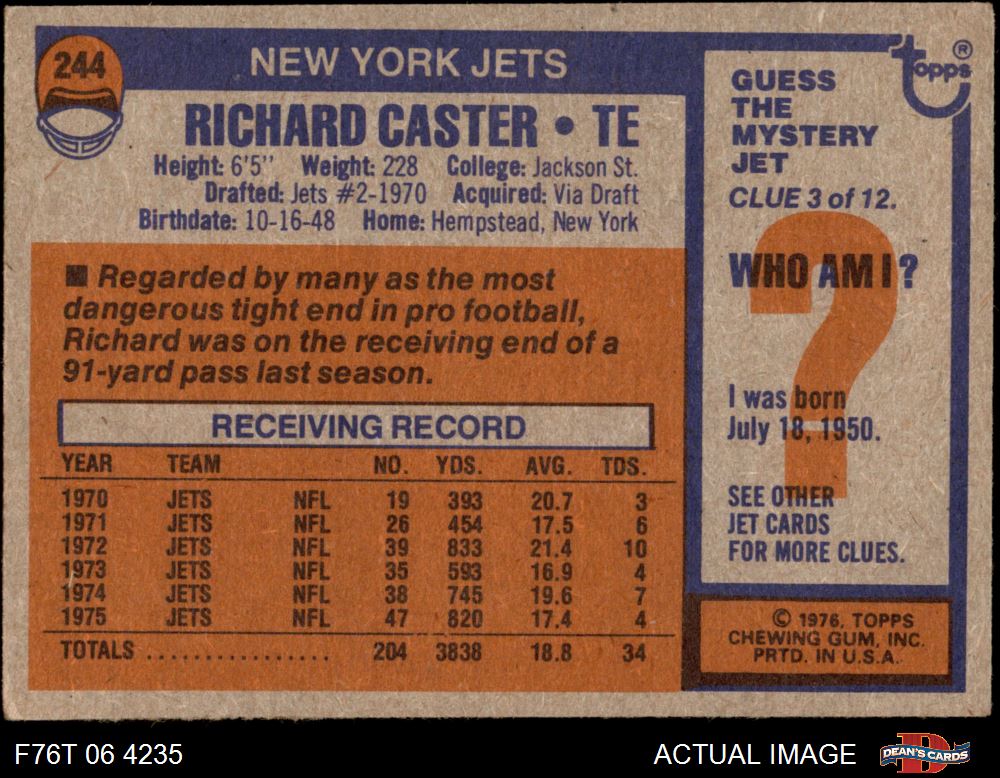 244
NEW YORK JETS
RICHARD CASTER • TE
Height: 6'5" Weight: 228 College: Jackson St.
Drafted: Jets #2-1970 Acquired: Via Draft
Birthdate: 10-16-48 Home: Hempstead, New York
■ Regarded by many as the most
dangerous tight end in pro football,
Richard was on the receiving end of a
91-yard pass last season.
RECEIVING RECORD
YEAR TEAM NO. YDS. AVG. TDS.
1970 JETS NFL 19 393 20.7 3
1971 JETS NFL 26 454 17.5 6
1972 JETS NFL 39 833 21.4 10
1973 JETS NFL 35 593 16.9 4
1974 JETS NFL 38 745 19.6 7
1975 JETS NFL 47 820 17.4 4
TOTALS ................ 204 3838 18.8 34
topps ®
GUESS
THE
MYSTERY
JET
CLUE 3 of 12.
?
WHO AM I?
I was born
July 18, 1950.
SEE OTHER
JET CARDS
FOR MORE CLUES.
© 1976, TOPPS
CHEWING GUM, INC.
PRTD. IN U.S.A.
F76T 06 4235
ACTUAL IMAGE
D
DEAN'S CARDS